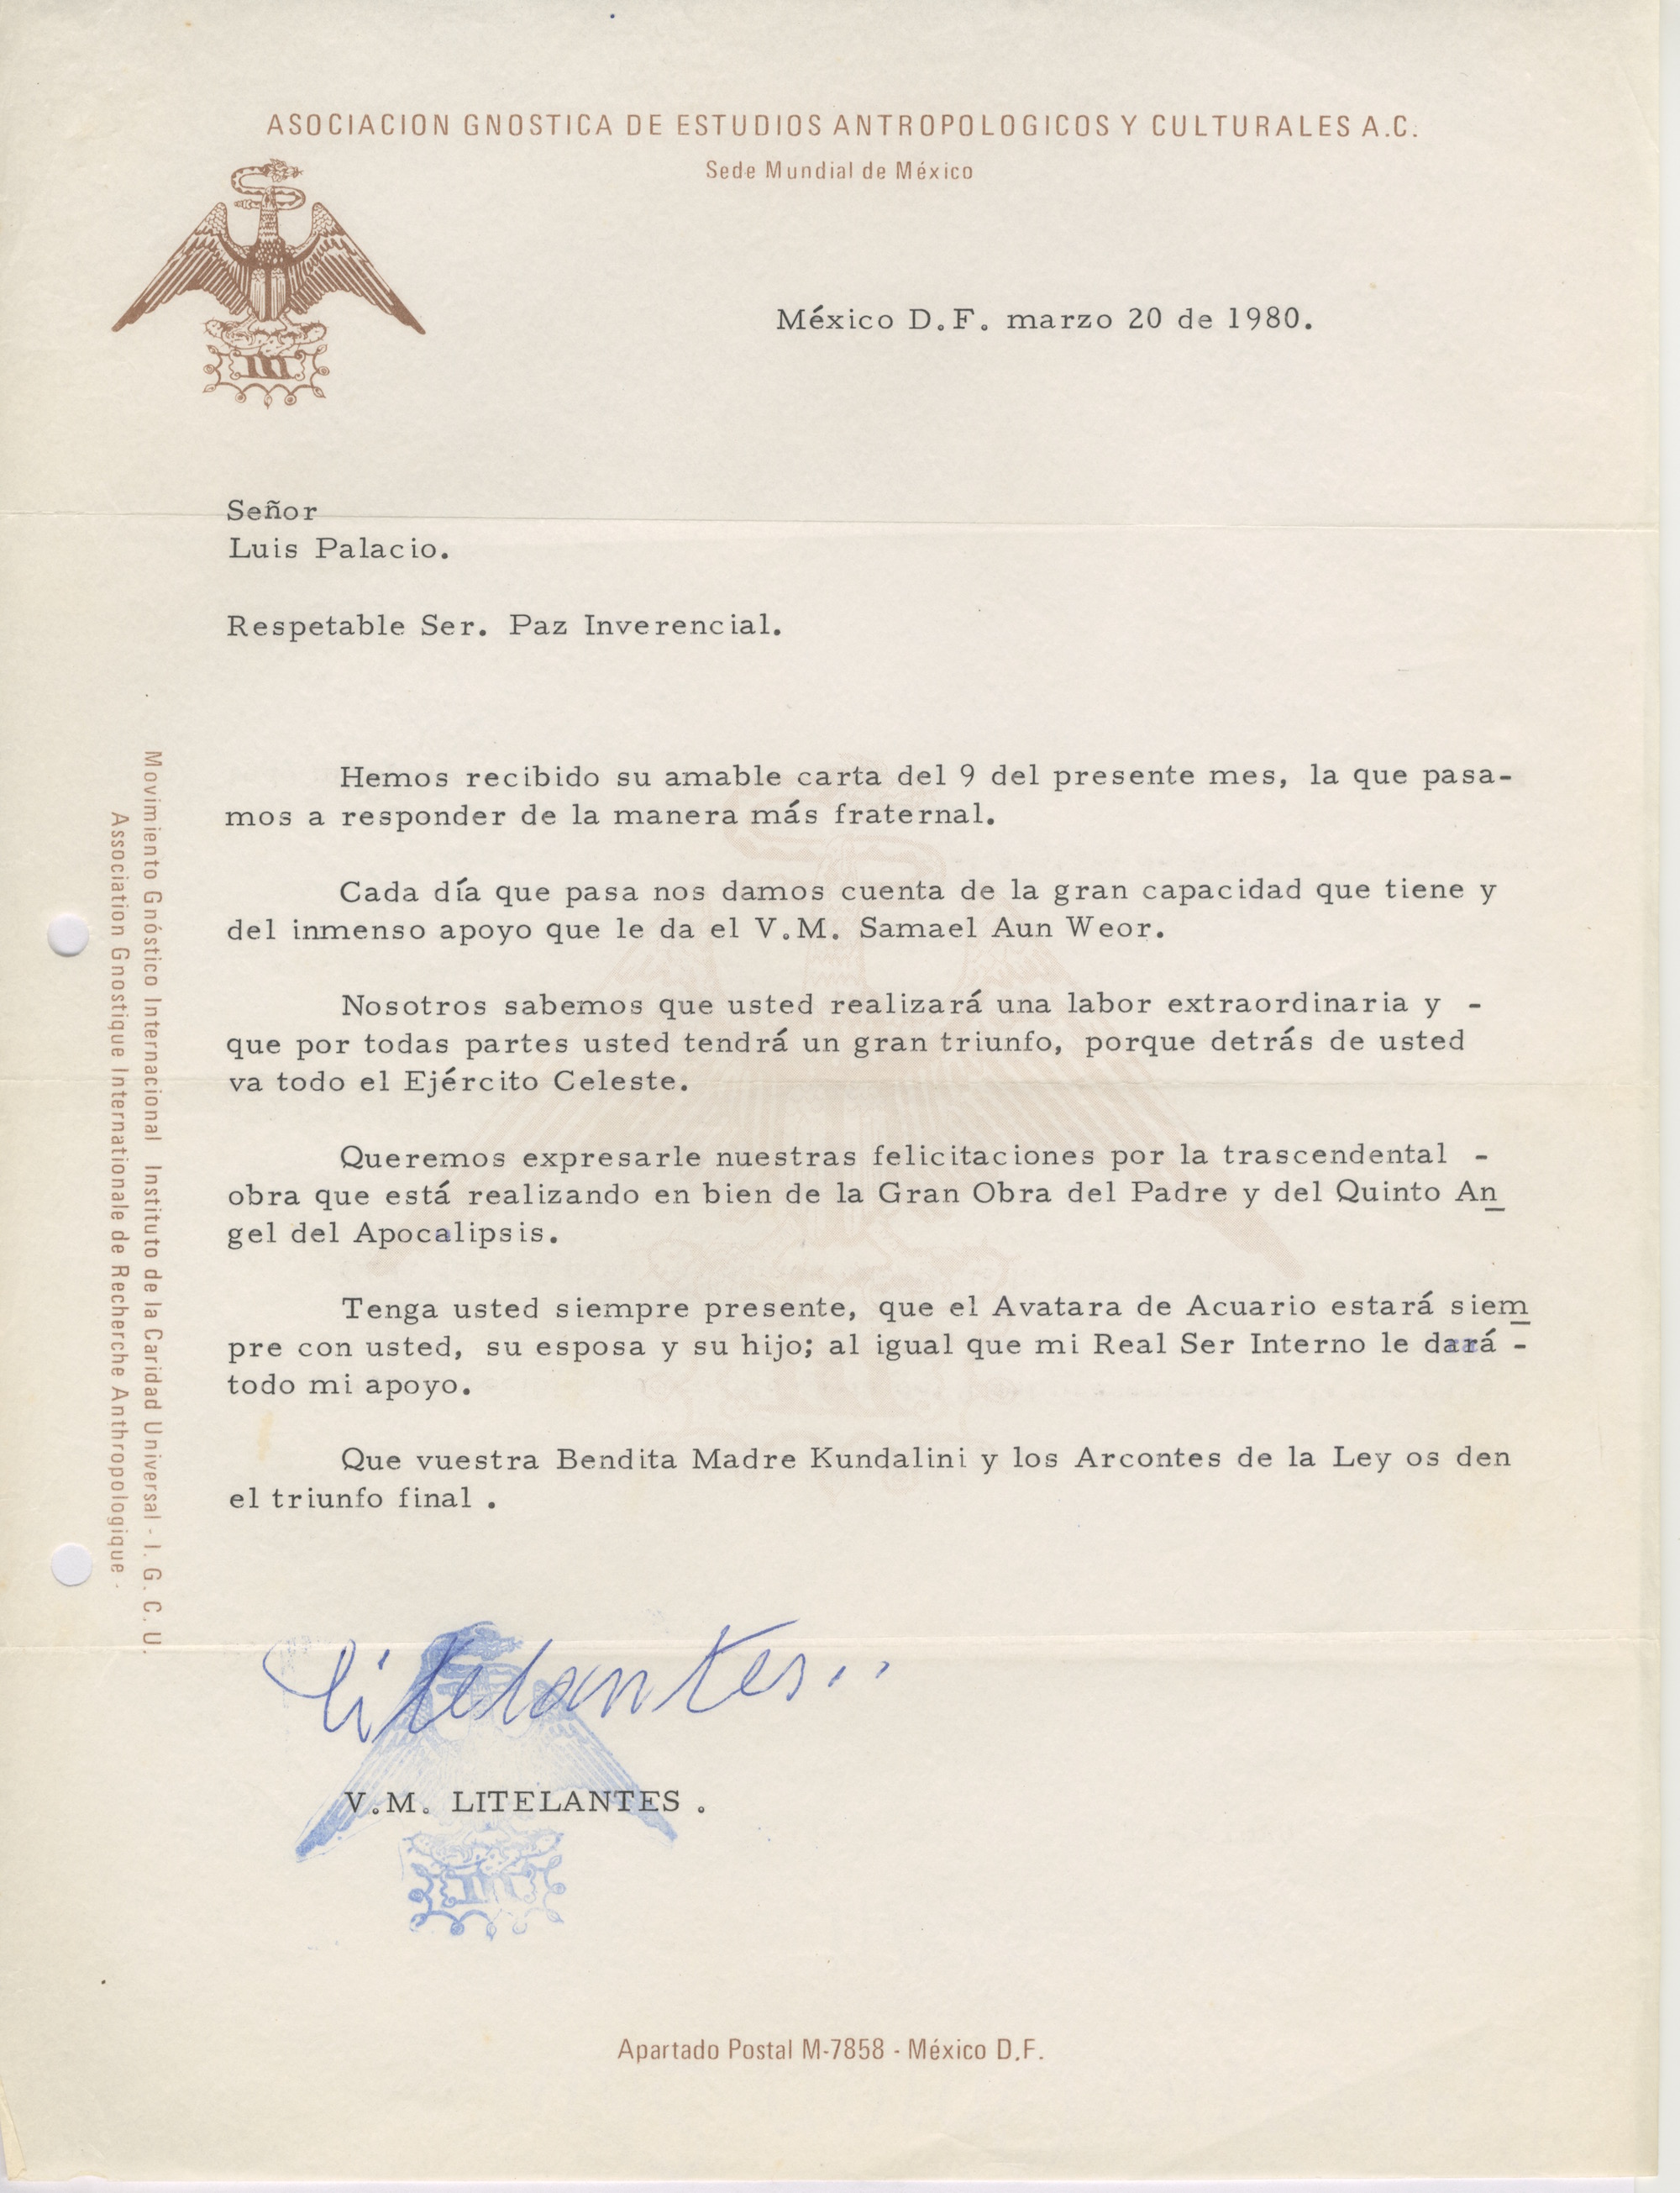 ASOCIACION GNOSTICA DE ESTUDIOS ANTROPOLOGICOS Y CULTURALES A.C.
Sede Mundial de México
III
México D.F. marzo 20 de 1980.
Señor
Luis Palacio.
Respetable Ser. Paz Inverencial.
Hemos recibido su amable carta del 9 del presente mes, la que pasa-
mos a responder de la manera más fraternal.
Cada día que pasa nos damos cuenta de la gran capacidad que tiene y
del inmenso apoyo que le da el V.M. Samael Aun Weor.
Nosotros sabemos que usted realizará una labor extraordinaria y -
que por todas partes usted tendrá un gran triunfo, porque detrás de usted
va todo el Ejército Celeste.
Queremos expresarle nuestras felicitaciones por la trascendental -
obra que está realizando en bien de la Gran Obra del Padre y del Quinto An
gel del Apocalipsis.
Tenga usted siempre presente, que el Avatara de Acuario estará siem
pre con usted, su esposa y su hijo; al igual que mi Real Ser Interno le dará -
todo mi apoyo.
Que vuestra Bendita Madre Kundalini y los Arcontes de la Ley os den
el triunfo final .
Litelantes..
V.M. LITELANTES .
III
Movimiento Gnóstico Internacional Instituto de la Caridad Universal - I. G. C. U.
Association Gnostique Internationale de Recherche Anthropologique -
Apartado Postal M-7858 - México D.F.